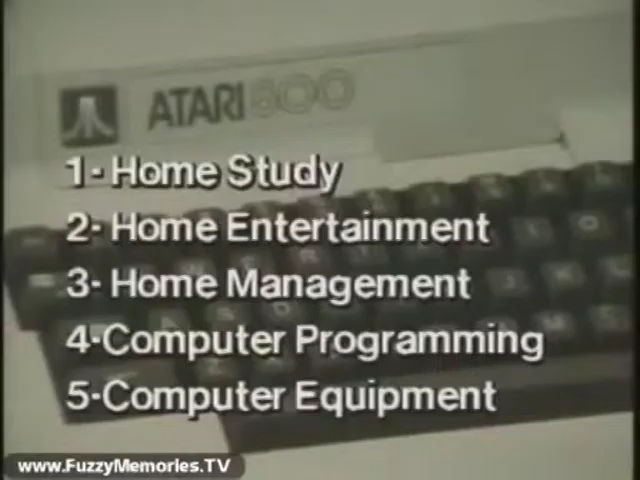 ATARI 800
1- Home Study
2- Home Entertainment
3- Home Management
4-Computer Programming
5-Computer Equipment
www.FuzzyMemories.TV